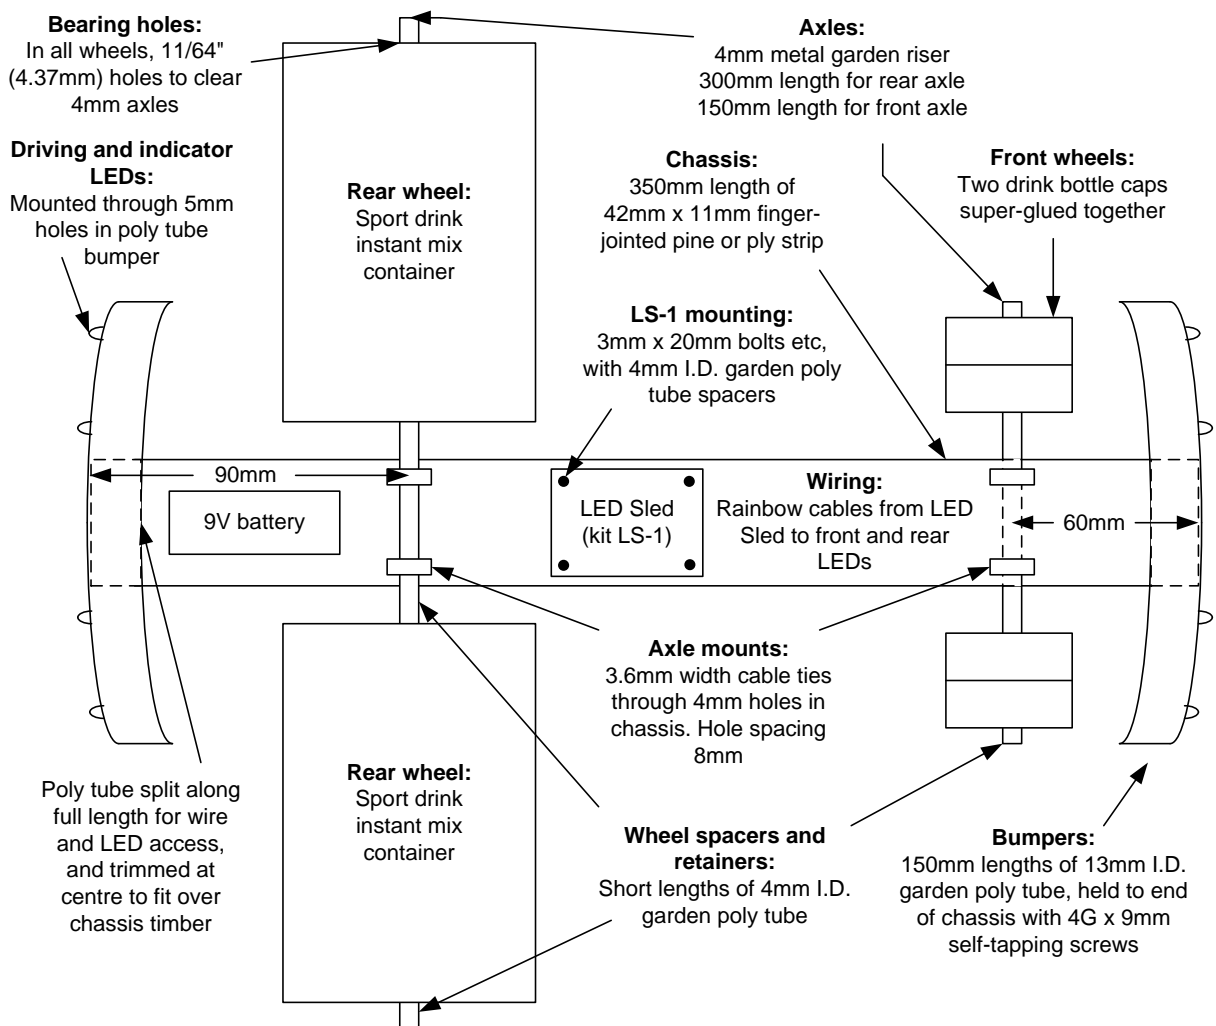 Bearing holes:
In all wheels, 11/64"
(4.37mm) holes to clear
4mm axles
Axles:
4mm metal garden riser
300mm length for rear axle
150mm length for front axle
Driving and indicator
LEDs:
Mounted through 5mm
holes in poly tube
bumper
Rear wheel:
Sport drink
instant mix
container
Chassis:
350mm length of
42mm x 11mm finger-
jointed pine or ply strip
Front wheels:
Two drink bottle caps
super-glued together
LS-1 mounting:
3mm x 20mm bolts etc,
with 4mm I.D. garden poly
tube spacers
90mm
9V battery
LED Sled
(kit LS-1)
Wiring:
Rainbow cables from LED
Sled to front and rear
LEDs
60mm
Axle mounts:
3.6mm width cable ties
through 4mm holes in
chassis. Hole spacing
8mm
Poly tube split along
full length for wire
and LED access,
and trimmed at
centre to fit over
chassis timber
Rear wheel:
Sport drink
instant mix
container
Wheel spacers and
retainers:
Short lengths of 4mm I.D.
garden poly tube
Bumpers:
150mm lengths of 13mm I.D.
garden poly tube, held to end
of chassis with 4G x 9mm
self-tapping screws